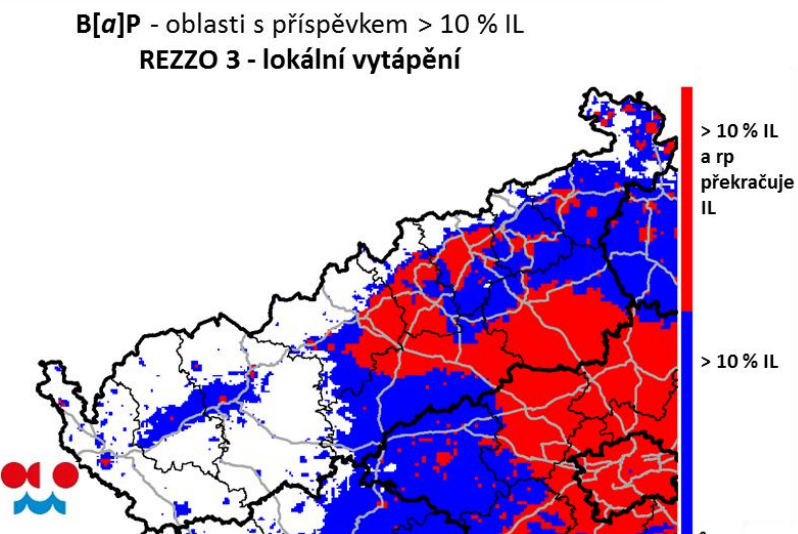 B[a]P - oblasti s příspěvkem > 10 % IL
REZZO 3 - lokální vytápění
> 10 % IL
a rp
překračuje
IL
> 10 % IL